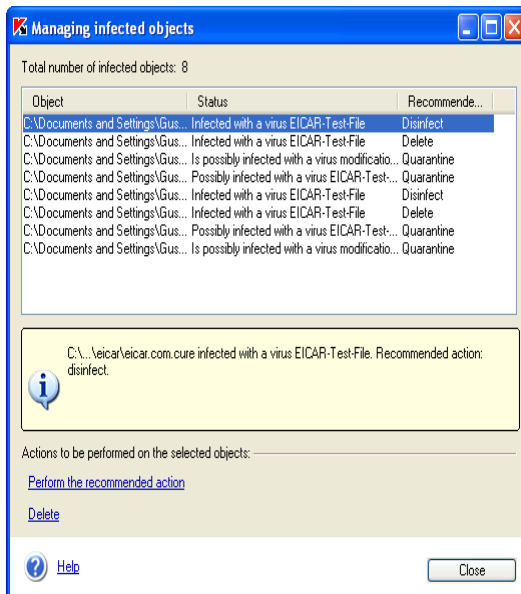 Managing infected objects
Total number of infected objects: 8
Object Status Recommende...
C:\Documents and Settings\Gus... Infected with a virus EICAR-Test-File Disinfect
C:\Documents and Settings\Gus... Infected with a virus EICAR-Test-File Delete
C:\Documents and Settings\Gus... Is possibly infected with a virus modificatio... Quarantine
C:\Documents and Settings\Gus... Possibly infected with a virus EICAR-Test-... Quarantine
C:\Documents and Settings\Gus... Infected with a virus EICAR-Test-File Disinfect
C:\Documents and Settings\Gus... Infected with a virus EICAR-Test-File Delete
C:\Documents and Settings\Gus... Possibly infected with a virus EICAR-Test-... Quarantine
C:\Documents and Settings\Gus... Is possibly infected with a virus modificatio... Quarantine
C:\...\eicar\eicar.com.cure infected with a virus EICAR-Test-File. Recommended action:
disinfect.
Actions to be performed on the selected objects:
Perform the recommended action
Delete
Help
Close